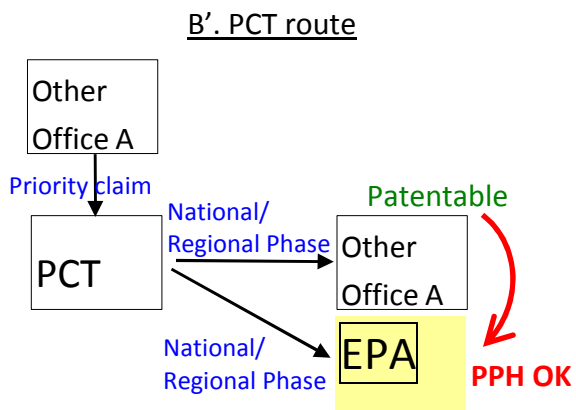 B’. PCT route
Other
Office A
Priority claim
PCT
National/
Regional Phase
Patentable
Other
Office A
National/
Regional Phase
EPA
PPH OK